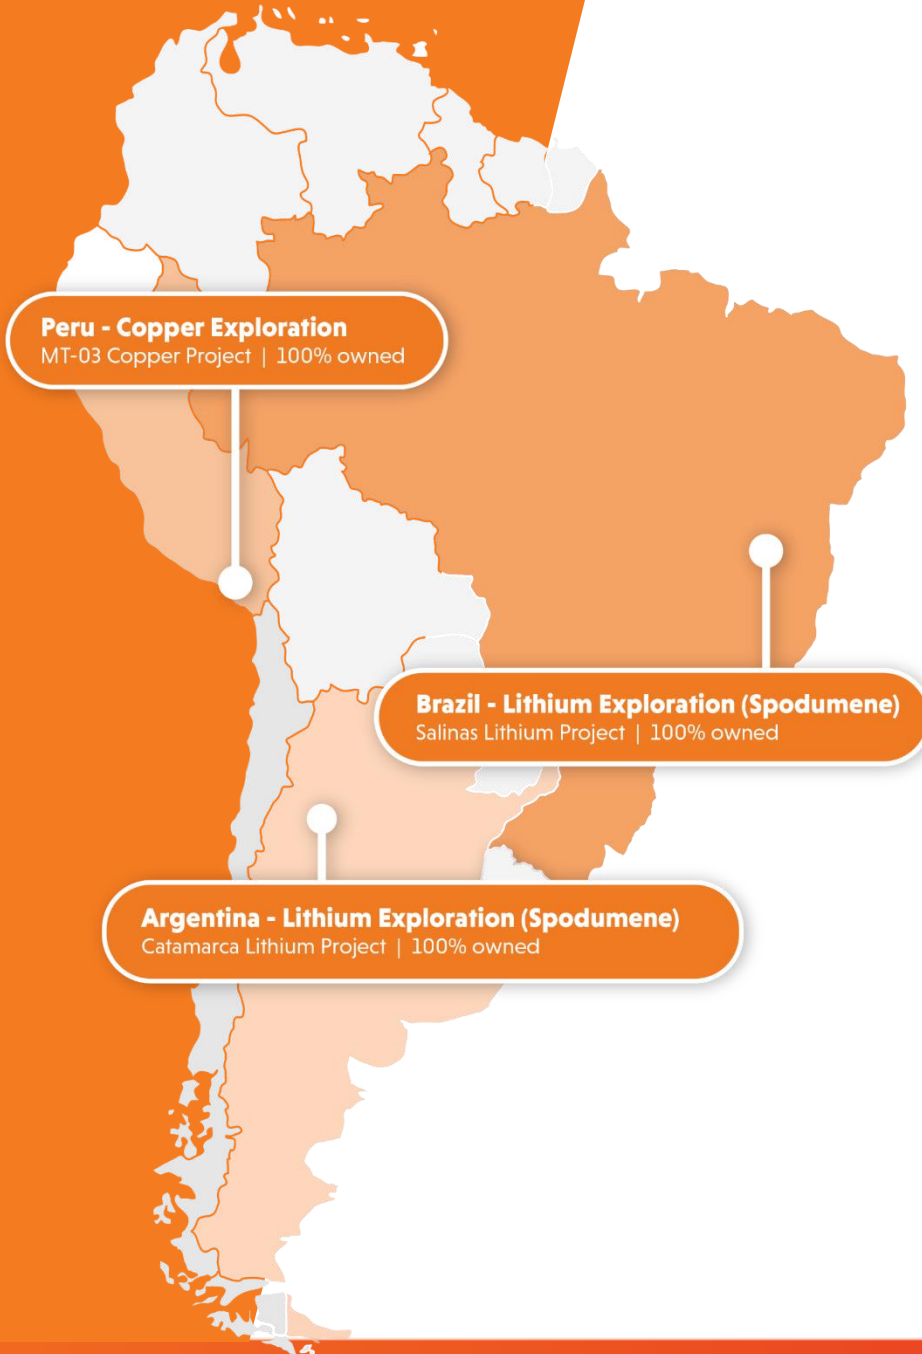 Peru - Copper Exploration
MT-03 Copper Project | 100% owned
Brazil - Lithium Exploration (Spodumene)
Salinas Lithium Project | 100% owned
Argentina - Lithium Exploration (Spodumene)
Catamarca Lithium Project | 100% owned